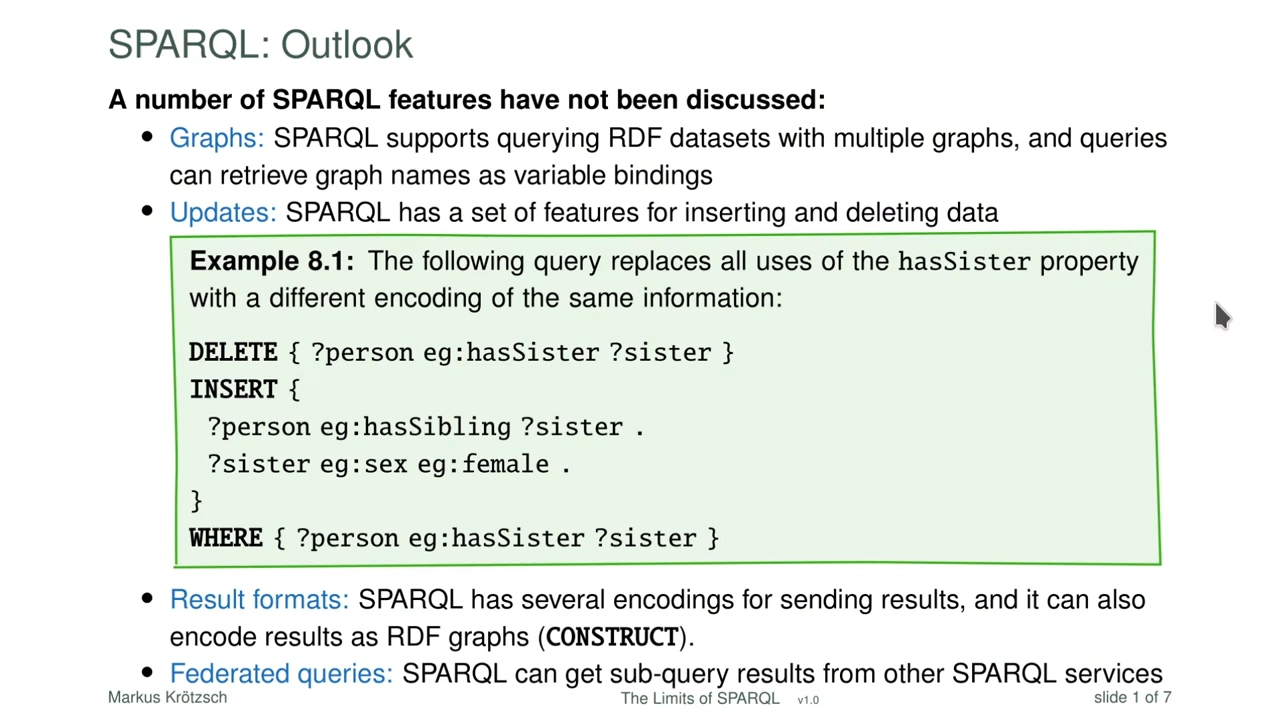 SPARQL: Outlook
A number of SPARQL features have not been discussed:
• Graphs: SPARQL supports querying RDF datasets with multiple graphs, and queries
can retrieve graph names as variable bindings
• Updates: SPARQL has a set of features for inserting and deleting data
Example 8.1: The following query replaces all uses of the hasSister property
with a different encoding of the same information:
DELETE { ?person eg:hasSister ?sister }
INSERT {
?person eg:hasSibling ?sister .
?sister eg:sex eg:female .
}
WHERE { ?person eg:hasSister ?sister }
• Result formats: SPARQL has several encodings for sending results, and it can also
encode results as RDF graphs (CONSTRUCT).
• Federated queries: SPARQL can get sub-query results from other SPARQL services
Markus Krötzsch The Limits of SPARQL v1.0 slide 1 of 7